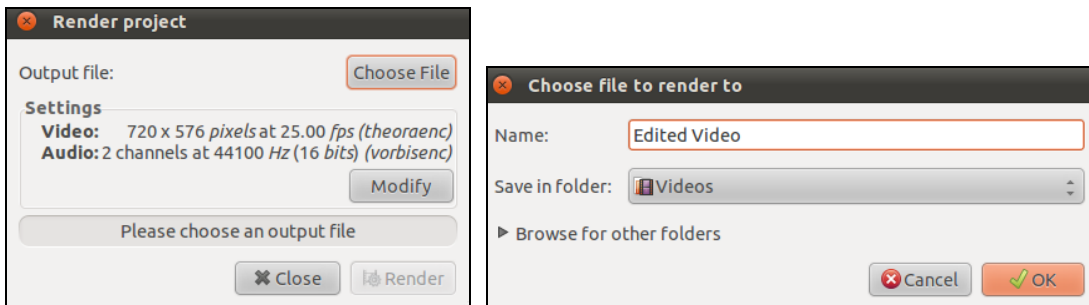 Render project
Output file: Choose File
Settings
Video: 720 x 576 pixels at 25.00 fps (theoraenc)
Audio: 2 channels at 44100 Hz (16 bits) (vorbisenc)
Modify
Please choose an output file
Close Render
Choose file to render to
Name: Edited Video
Save in folder: Videos
Browse for other folders
Cancel OK